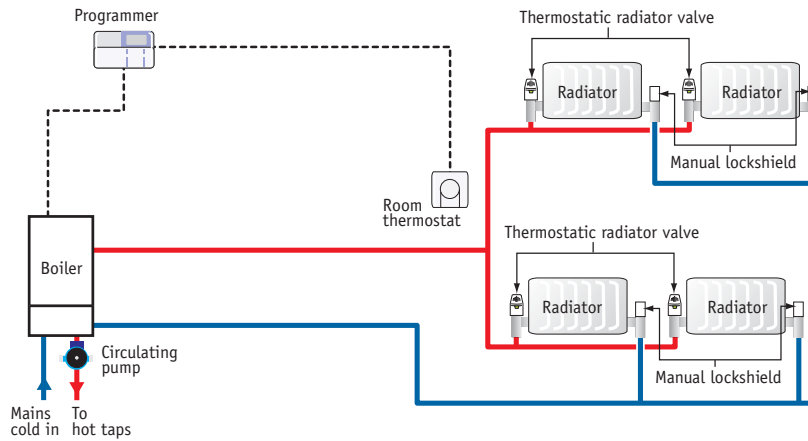 Programmer
Thermostatic radiator valve
Radiator
Radiator
Manual lockshield
Room
thermostat
Thermostatic radiator valve
Boiler
Radiator
Radiator
Circulating
pump
Manual lockshield
Mains
cold in
To
hot taps